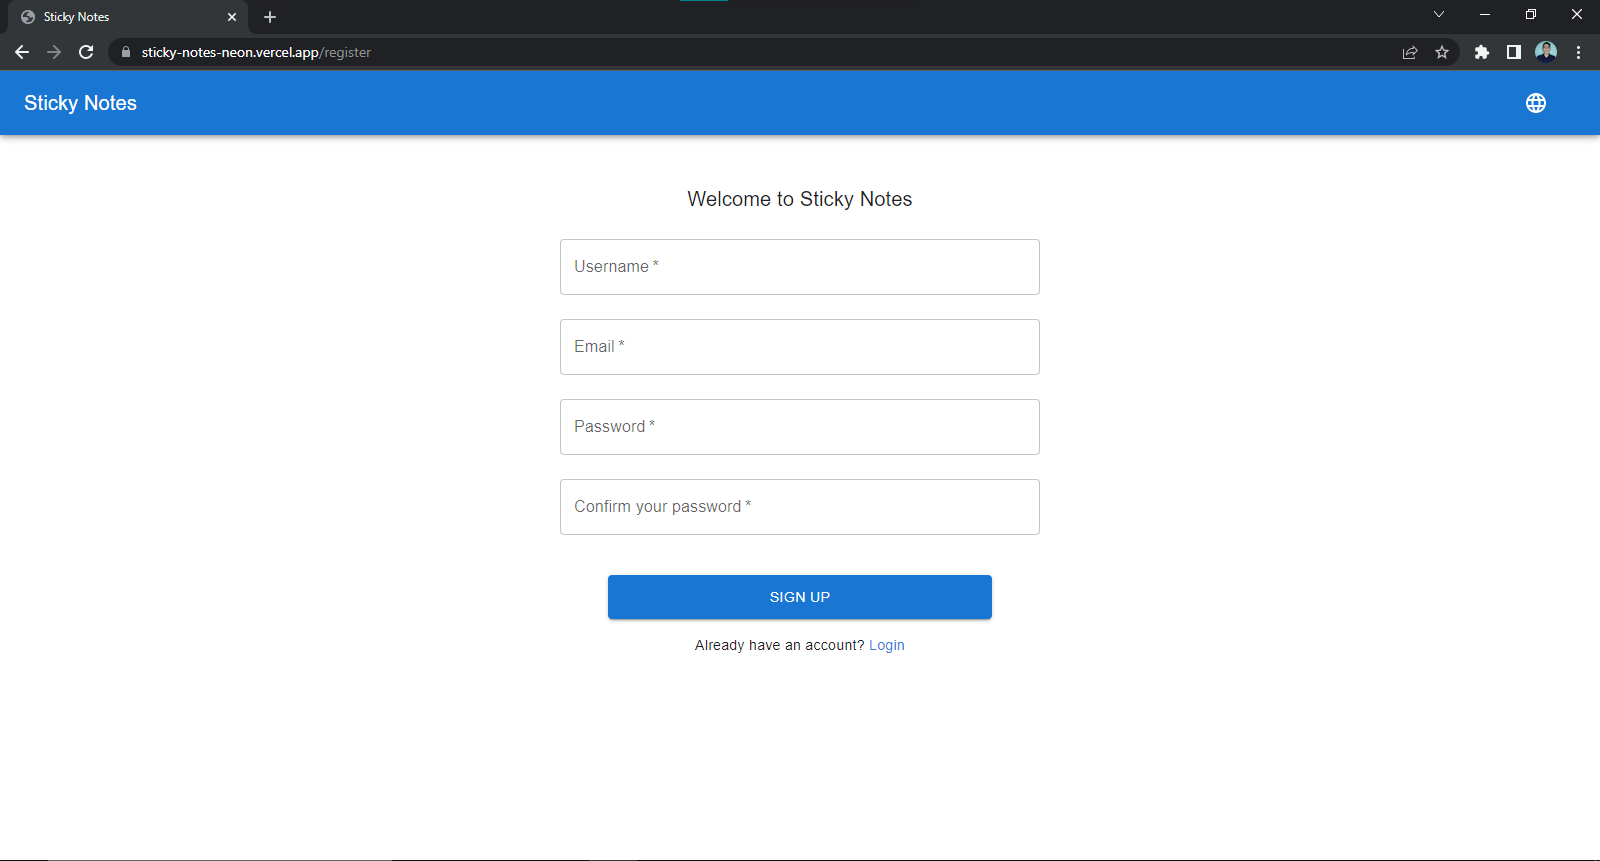 Sticky Notes
sticky-notes-neon.vercel.app/register
Sticky Notes
Welcome to Sticky Notes
Username *
Email *
Password *
Confirm your password *
SIGN UP
Already have an account? Login